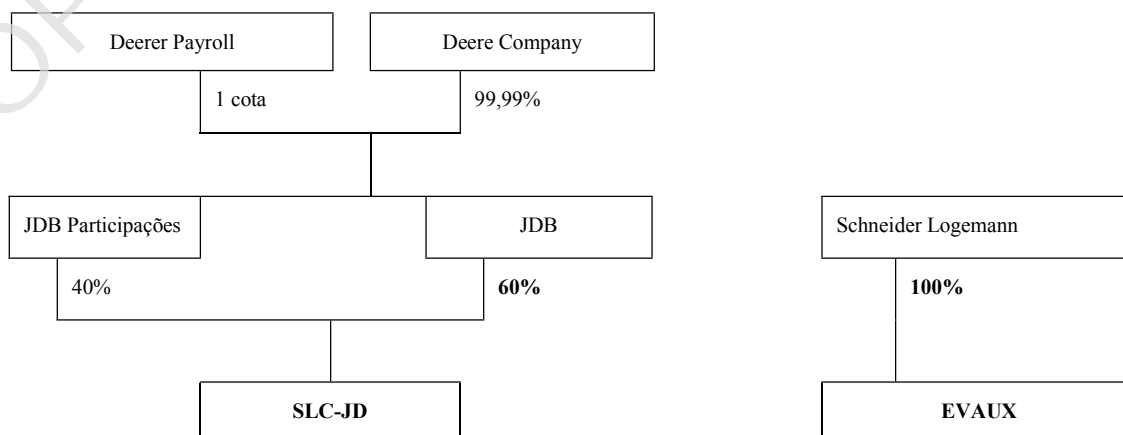 Deerer Payroll
Deere Company
1 cota
99,99%
JDB Participações
JDB
Schneider Logemann
40%
60%
100%
SLC-JD
EVAUX